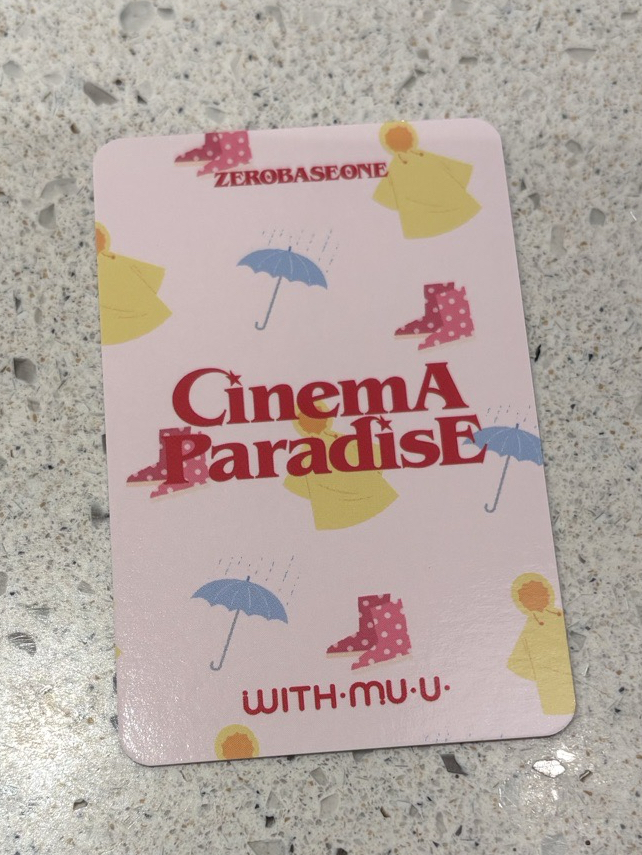 ZEROBASEONE
CinemA
ParadisE
WITH·MU·U·